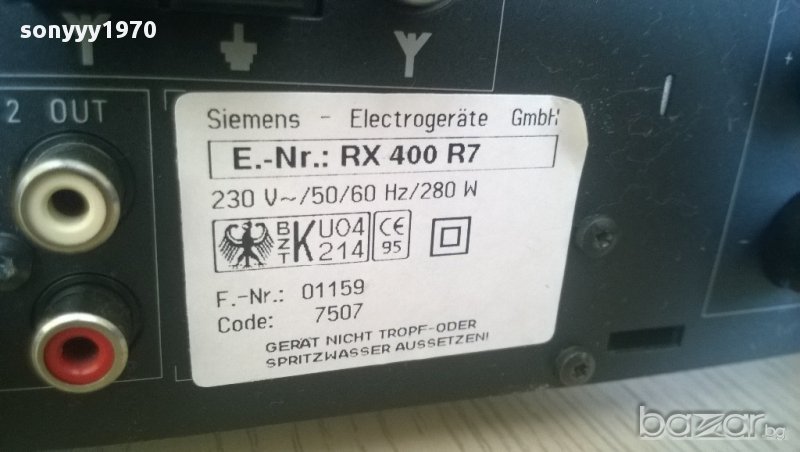 sonyyy1970
2 OUT
Siemens - Electrogeräte GmbH
E.-Nr.: RX 400 R7
230 V~/50/60 Hz/280 W
BZT K U04 214 CE 95
F.-Nr.: 01159
Code: 7507
GERÄT NICHT TROPF-ODER
SPRITZWASSER AUSSETZEN!
bazar.bg